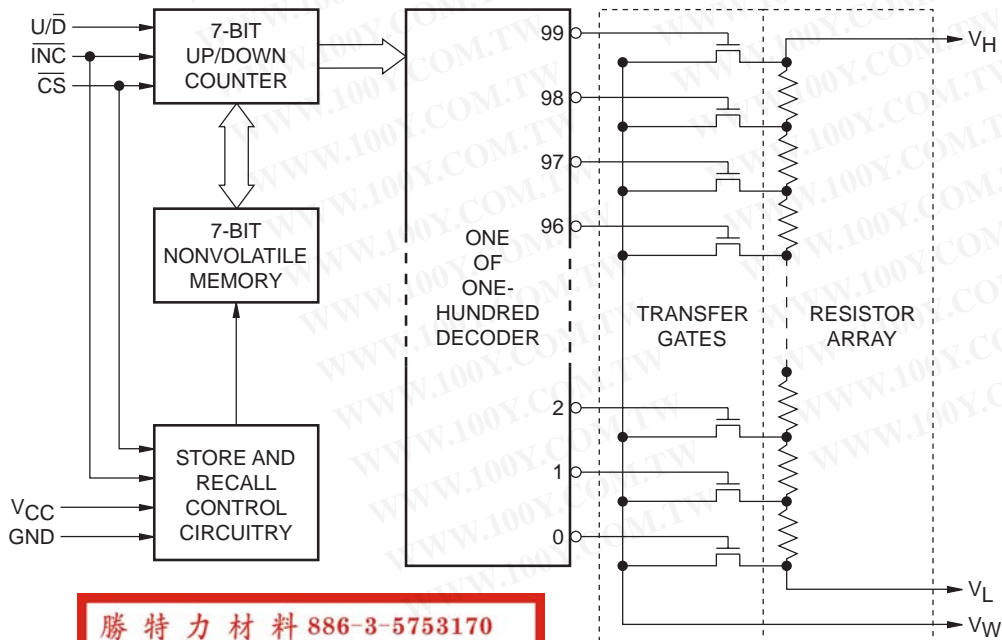 U/D̅
I̅N̅C̅
C̅S̅
7-BIT
UP/DOWN
COUNTER
7-BIT
NONVOLATILE
MEMORY
STORE AND
RECALL
CONTROL
CIRCUITRY
VCC
GND
ONE
OF
ONE-
HUNDRED
DECODER
99
98
97
96
2
1
0
TRANSFER
GATES
RESISTOR
ARRAY
VH
VL
VW
勝 特 力 材 料 886-3-5753170
WWW.100Y.COM.TW